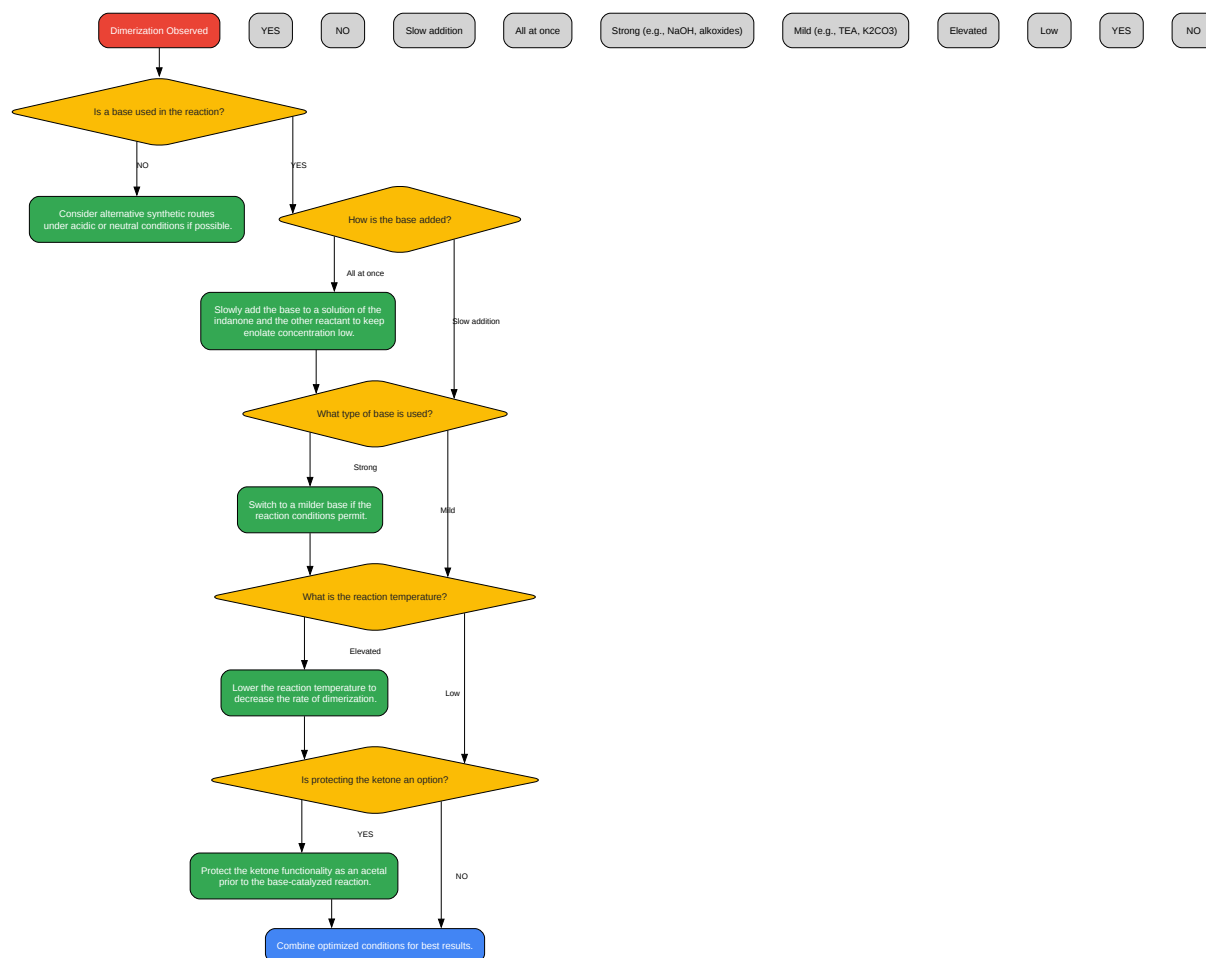 Dimerization Observed
YES
NO
Slow addition
All at once
Strong (e.g., NaOH, alkoxides)
Mild (e.g., TEA, K2CO3)
Elevated
Low
YES
NO
Is a base used in the reaction?
NO
YES
Consider alternative synthetic routes
under acidic or neutral conditions if possible.
How is the base added?
All at once
Slowly add the base to a solution of the
indanone and the other reactant to keep
enolate concentration low.
Slow addition
What type of base is used?
Strong
Switch to a milder base if the
reaction conditions permit.
Mild
What is the reaction temperature?
Elevated
Lower the reaction temperature to
decrease the rate of dimerization.
Low
Is protecting the ketone an option?
YES
Protect the ketone functionality as an acetal
prior to the base-catalyzed reaction.
NO
Combine optimized conditions for best results.